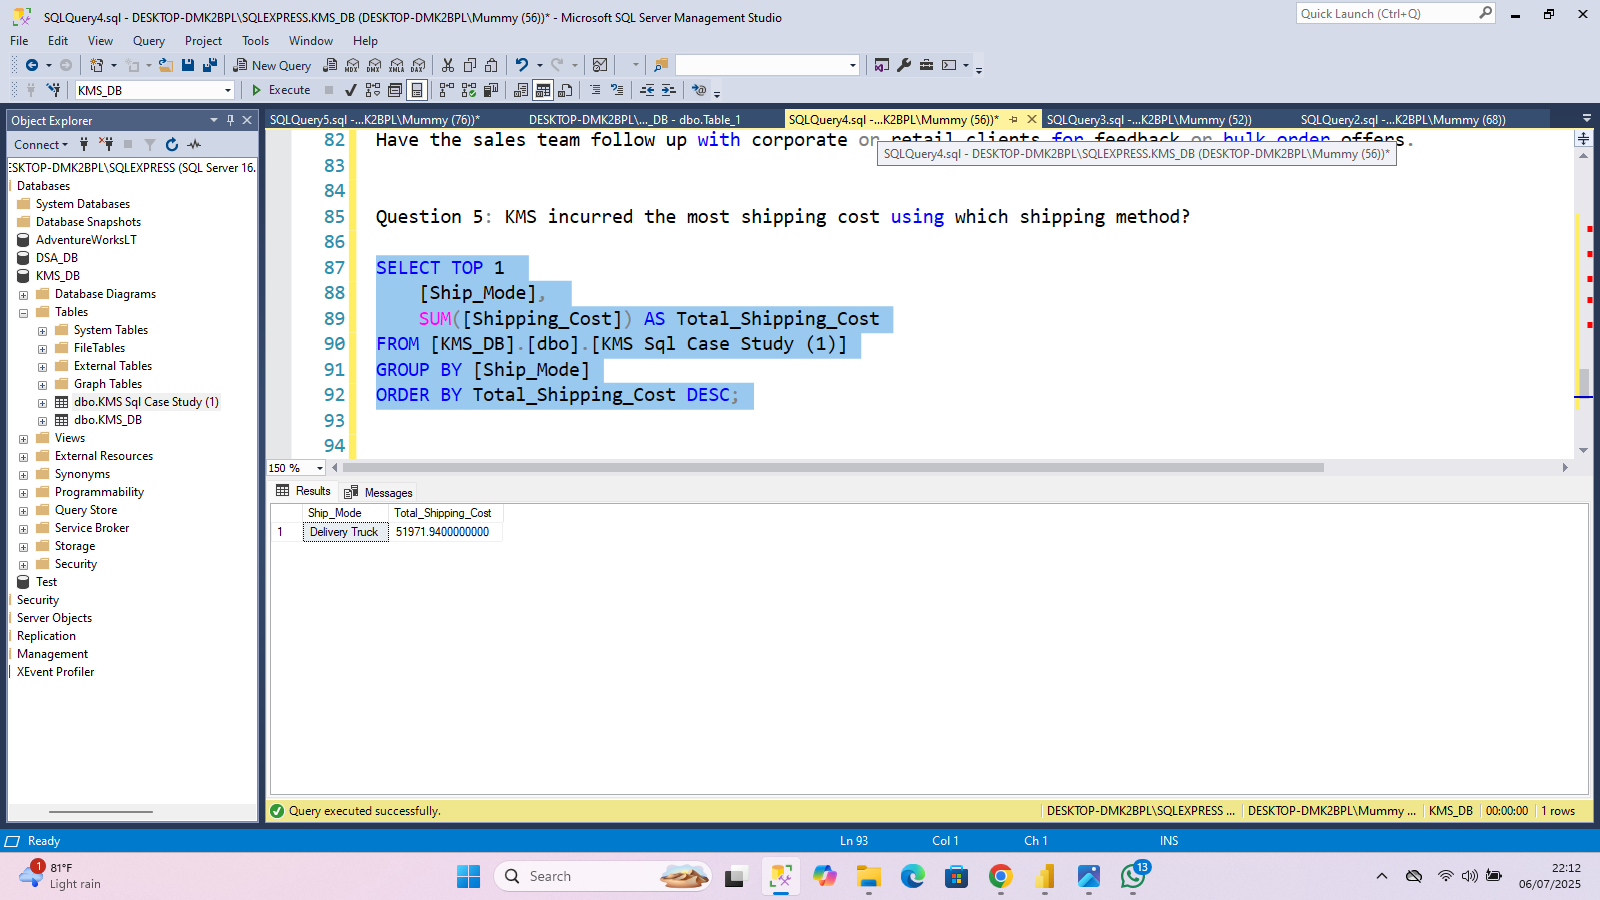 SQLQuery4.sql - DESKTOP-DMK2BPL\SQLEXPRESS.KMS_DB (DESKTOP-DMK2BPL\Mummy (56))* - Microsoft SQL Server Management Studio
Quick Launch (Ctrl+Q)
File Edit View Query Project Tools Window Help
New Query
MDX DMX XMLA DAX
KMS_DB
Execute
Object Explorer
SQLQuery5.sql -...K2BPL\Mummy (76))*
DESKTOP-DMK2BPL\..._DB - dbo.Table_1
SQLQuery4.sql -...K2BPL\Mummy (56))*
SQLQuery3.sql -...K2BPL\Mummy (52))
SQLQuery2.sql -...K2BPL\Mummy (68))
Connect
ESKTOP-DMK2BPL\SQLEXPRESS (SQL Server 16.
Databases
System Databases
Database Snapshots
AdventureWorksLT
DSA_DB
KMS_DB
Database Diagrams
Tables
System Tables
FileTables
External Tables
Graph Tables
dbo.KMS Sql Case Study (1)
dbo.KMS_DB
Views
External Resources
Synonyms
Programmability
Query Store
Service Broker
Storage
Security
Test
Security
Server Objects
Replication
Management
XEvent Profiler
82 Have the sales team follow up with corporate or retail clients for feedback or bulk order offers.
SQLQuery4.sql - DESKTOP-DMK2BPL\SQLEXPRESS.KMS_DB (DESKTOP-DMK2BPL\Mummy (56))*
83
84
85 Question 5: KMS incurred the most shipping cost using which shipping method?
86
87 SELECT TOP 1
88 [Ship_Mode],
89 SUM([Shipping_Cost]) AS Total_Shipping_Cost
90 FROM [KMS_DB].[dbo].[KMS Sql Case Study (1)]
91 GROUP BY [Ship_Mode]
92 ORDER BY Total_Shipping_Cost DESC;
93
94
150 %
Results Messages
Ship_Mode Total_Shipping_Cost
1 Delivery Truck 51971.9400000000
Query executed successfully.
DESKTOP-DMK2BPL\SQLEXPRESS ... DESKTOP-DMK2BPL\Mummy ... KMS_DB 00:00:00 1 rows
Ready
Ln 93 Col 1 Ch 1 INS
1
81°F
Light rain
Search
13
22:12
06/07/2025